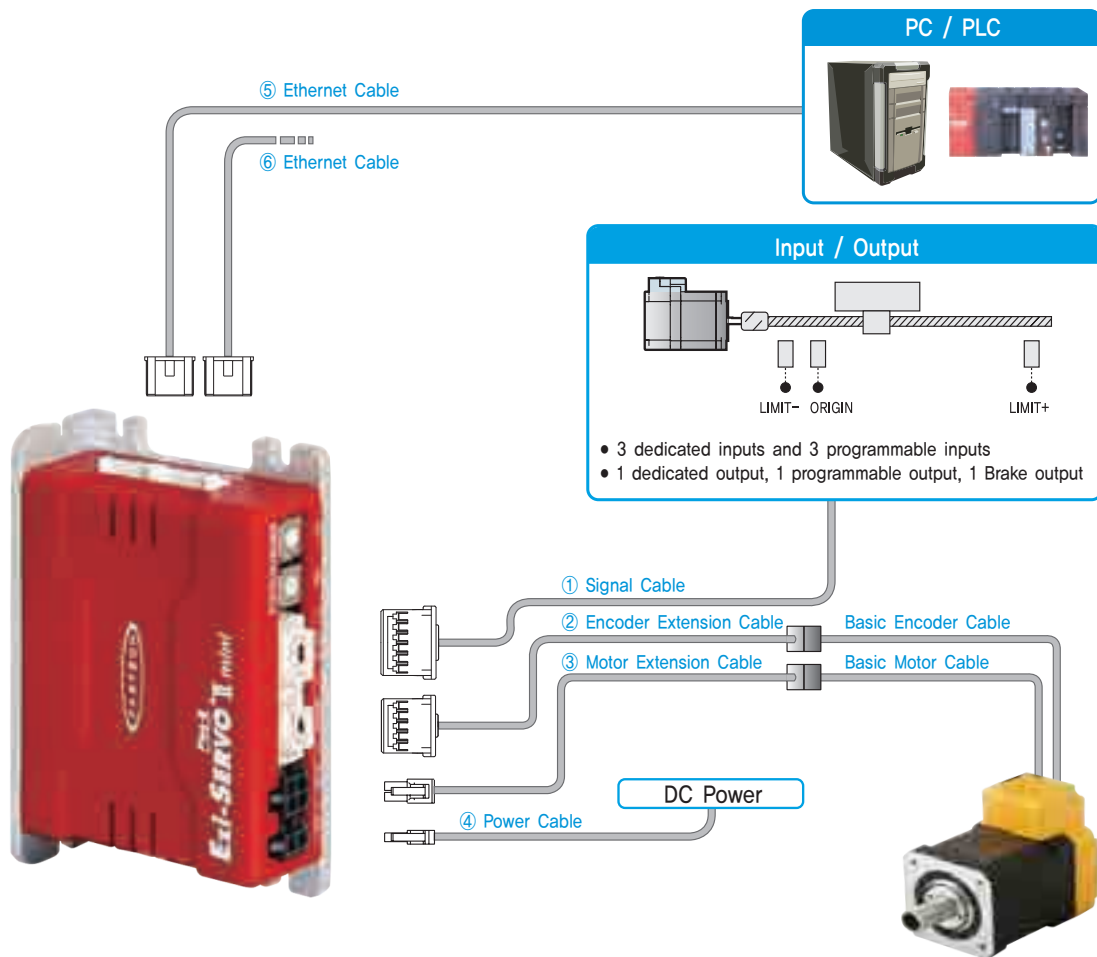 PC / PLC
⑤ Ethernet Cable
⑥ Ethernet Cable
Input / Output
LIMIT- ORIGIN LIMIT+
• 3 dedicated inputs and 3 programmable inputs
• 1 dedicated output, 1 programmable output, 1 Brake output
① Signal Cable
② Encoder Extension Cable Basic Encoder Cable
③ Motor Extension Cable Basic Motor Cable
DC Power
④ Power Cable
FASTECH
Ezi-SERVO II mini